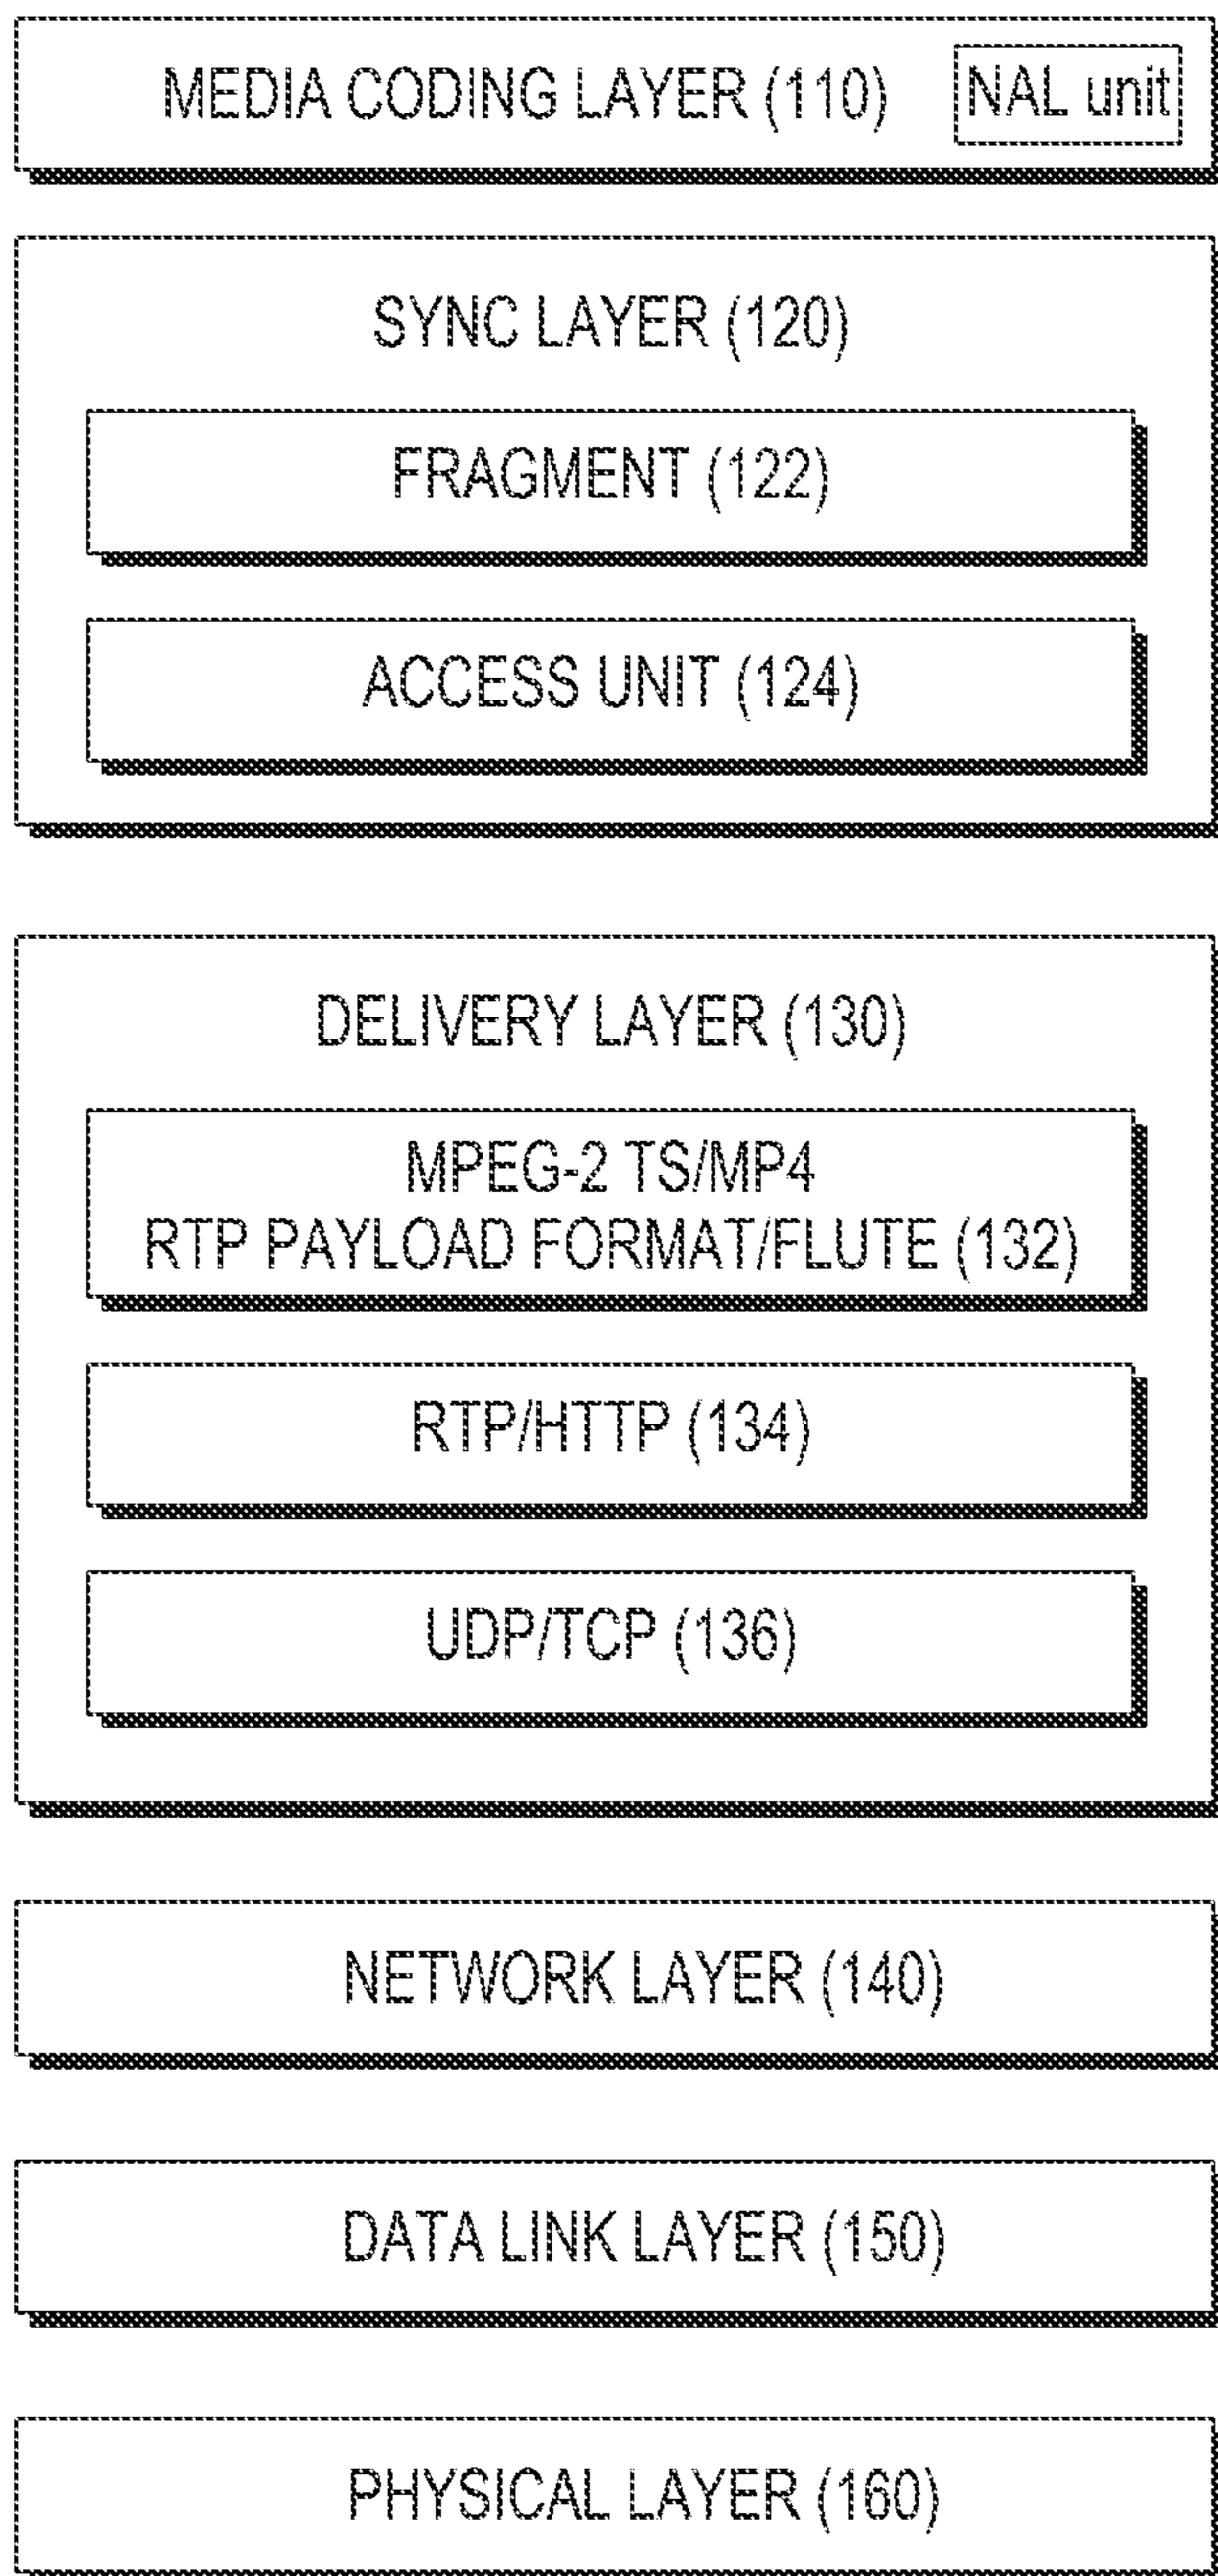 MEDIA CODING LAYER (110) NAL unit
SYNC LAYER (120)
FRAGMENT (122)
ACCESS UNIT (124)
DELIVERY LAYER (130)
MPEG-2 TS/MP4
RTP PAYLOAD FORMAT/FLUTE (132)
RTP/HTTP (134)
UDP/TCP (136)
NETWORK LAYER (140)
DATA LINK LAYER (150)
PHYSICAL LAYER (160)